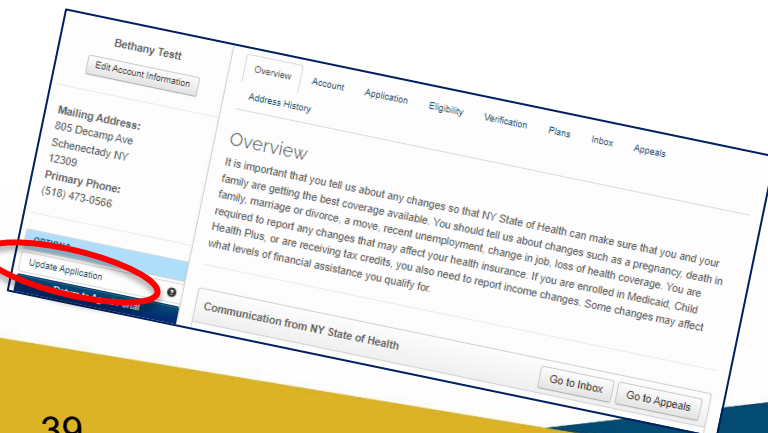 Bethany Testt
Edit Account Information
Mailing Address:
805 Decamp Ave
Schenectady NY
12309
Primary Phone:
(518) 473-0566
OPTIONS
Update Application
Overview
Account
Application
Eligibility
Verification
Plans
Inbox
Appeals
Address History
Overview
It is important that you tell us about any changes so that NY State of Health can make sure that you and your
family are getting the best coverage available. You should tell us about changes such as a pregnancy, death in
family, marriage or divorce, a move, recent unemployment, change in job, loss of health coverage. You are
required to report any changes that may affect your health insurance. If you are enrolled in Medicaid, Child
Health Plus, or are receiving tax credits, you also need to report income changes. Some changes may affect
what levels of financial assistance you qualify for.
Communication from NY State of Health
Go to Inbox
Go to Appeals
39